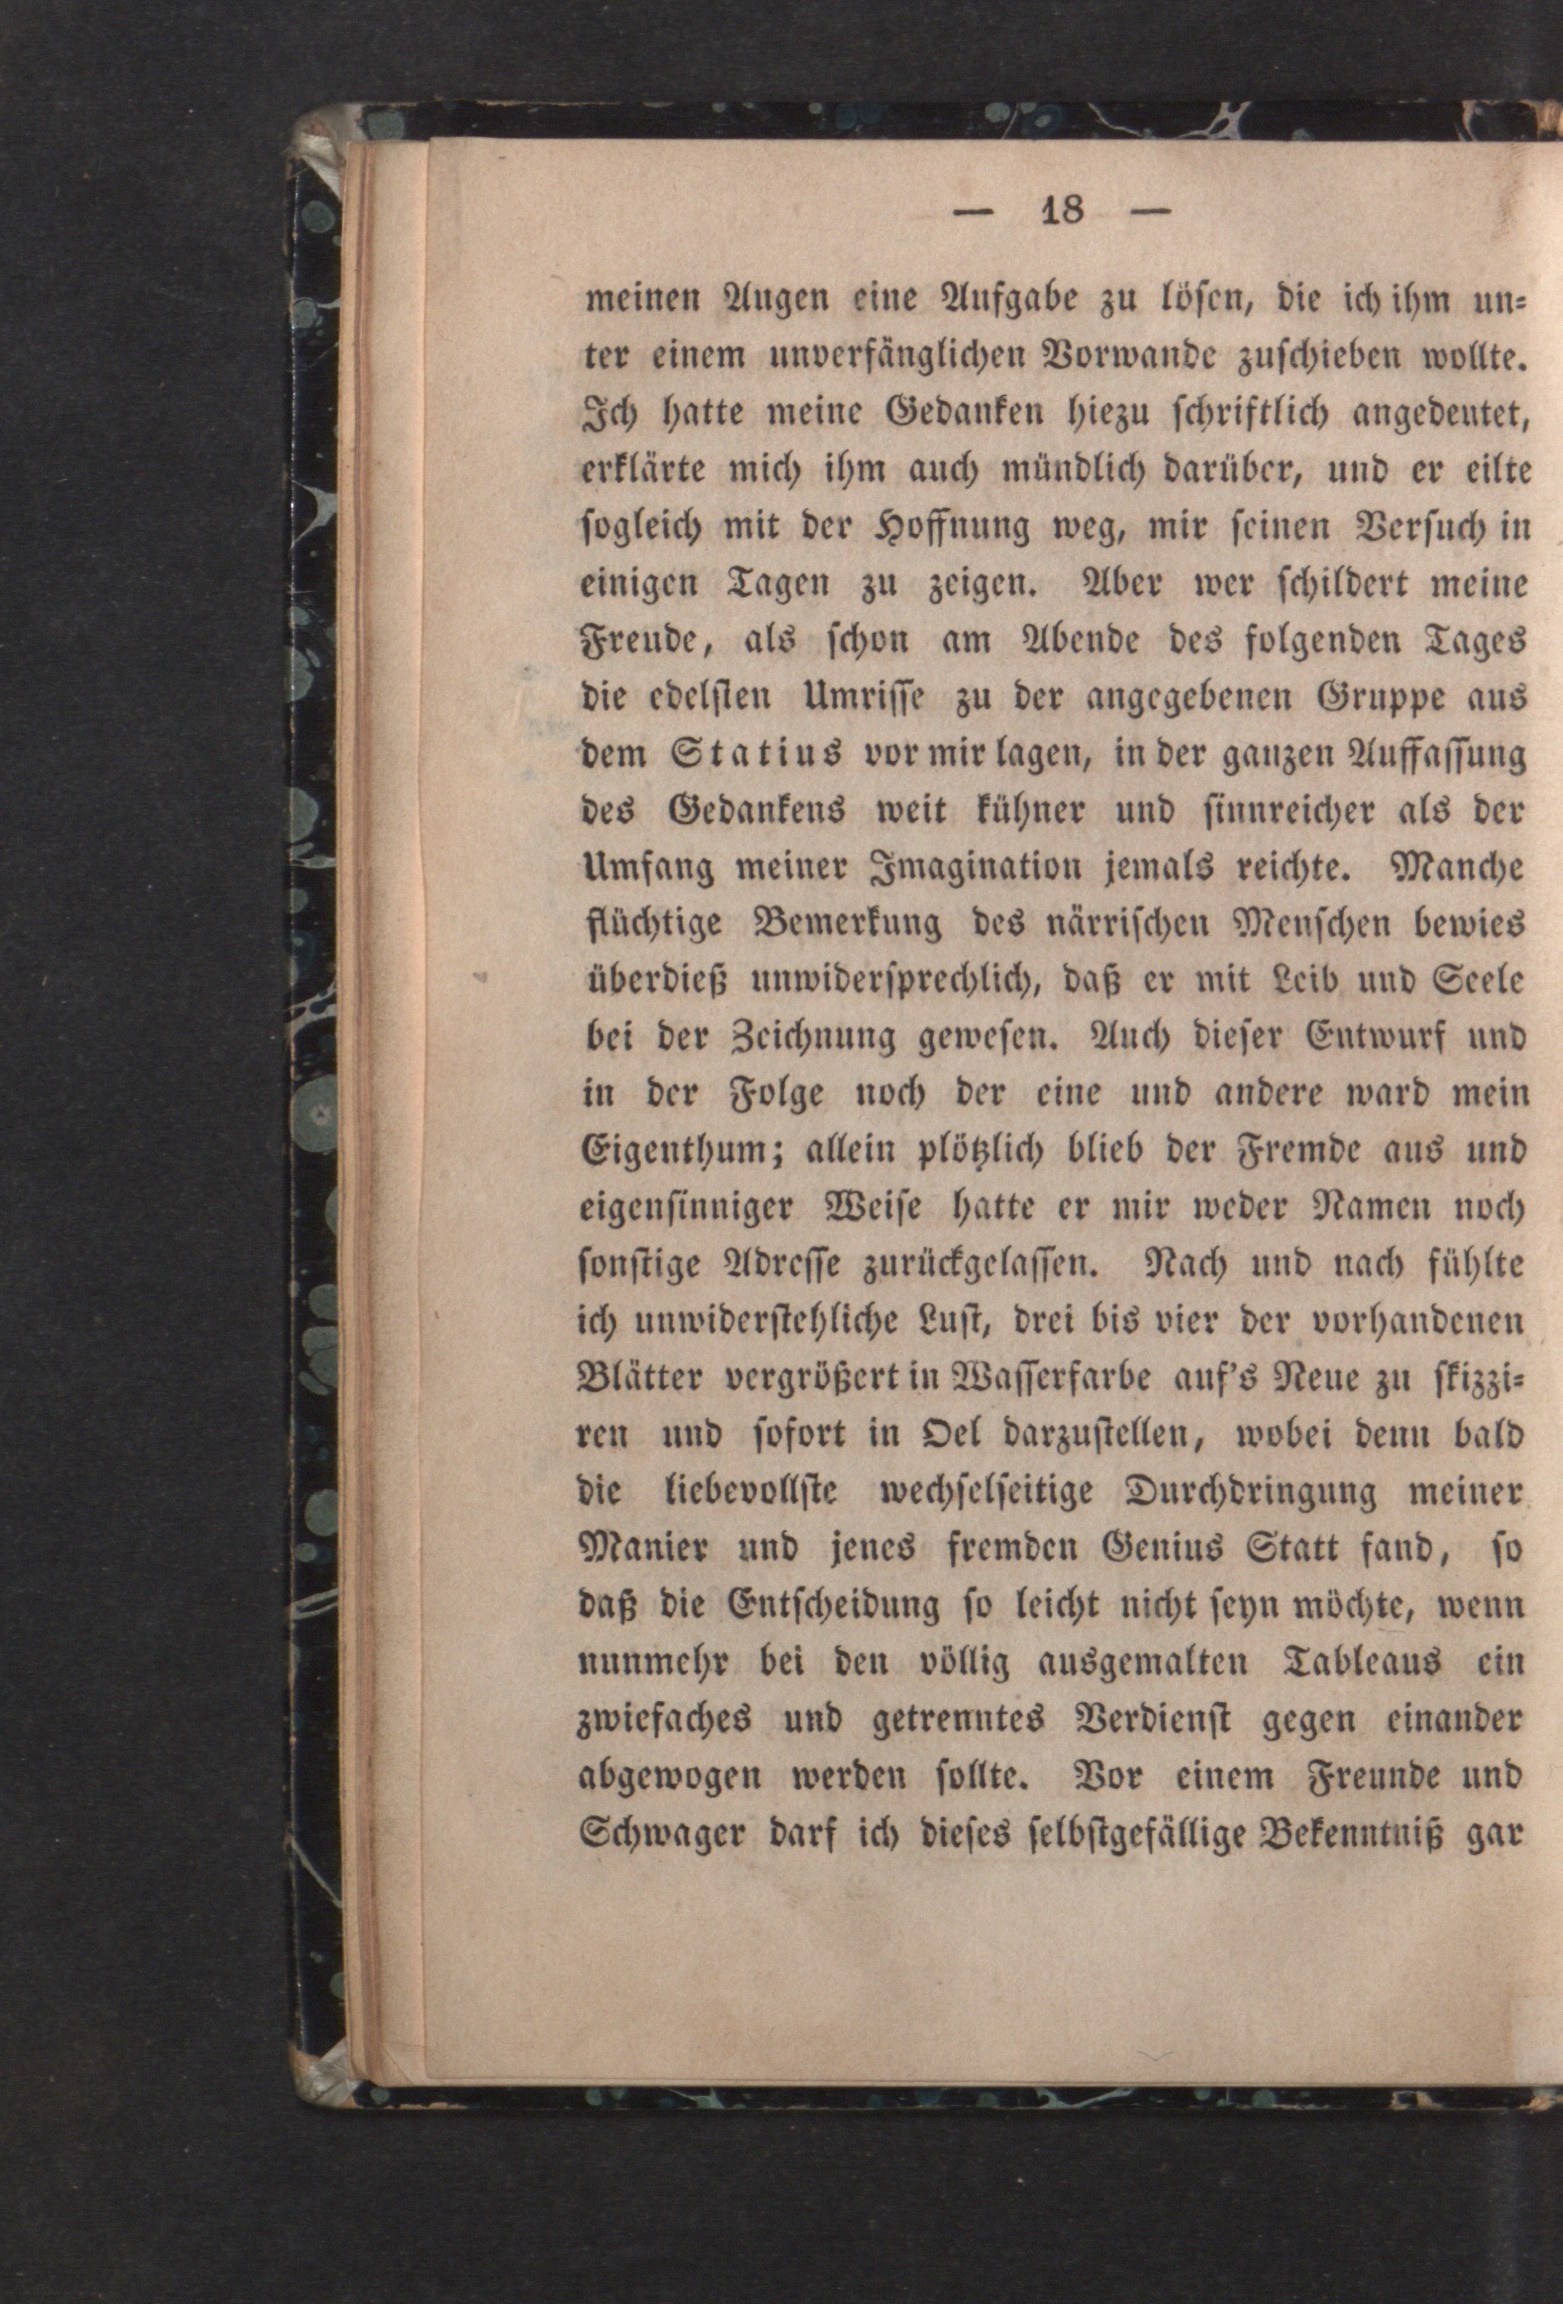 — 18 —
meinen Augen eine Aufgabe zu löſen, die ich ihm un⸗
ter einem unverfänglichen Vorwande zuſchieben wollte.
Ich hatte meine Gedanken hiezu ſchriftlich angedeutet,
erklärte mich ihm auch mündlich darüber, und er eilte
ſogleich mit der Hoffnung weg, mir ſeinen Verſuch in
einigen Tagen zu zeigen. Aber wer ſchildert meine
Freude, als ſchon am Abende des folgenden Tages
die edelſten Umriſſe zu der angegebenen Gruppe aus
dem Statius vor mir lagen, in der ganzen Auffaſſung
des Gedankens weit kühner und ſinnreicher als der
Umfang meiner Imagination jemals reichte. Manche
flüchtige Bemerkung des närriſchen Menſchen bewies
überdieß unwiderſprechlich, daß er mit Leib und Seele
bei der Zeichnung geweſen. Auch dieſer Entwurf und
in der Folge noch der eine und andere ward mein
Eigenthum; allein plötzlich blieb der Fremde aus und
eigenſinniger Weiſe hatte er mir weder Namen noch
ſonſtige Adreſſe zurückgelaſſen. Nach und nach fühlte
ich unwiderſtehliche Luſt, drei bis vier der vorhandenen
Blätter vergrößert in Waſſerfarbe auf's Neue zu ſkizzi⸗
ren und ſofort in Oel darzuſtellen, wobei denn bald
die liebevollſte wechſelſeitige Durchdringung meiner
Manier und jenes fremden Genius Statt fand, ſo
daß die Entſcheidung ſo leicht nicht ſeyn möchte, wenn
nunmehr bei den völlig ausgemalten Tableaus ein
zwiefaches und getrenntes Verdienſt gegen einander
abgewogen werden ſollte. Vor einem Freunde und
Schwager darf ich dieſes ſelbſtgefällige Bekenntniß gar